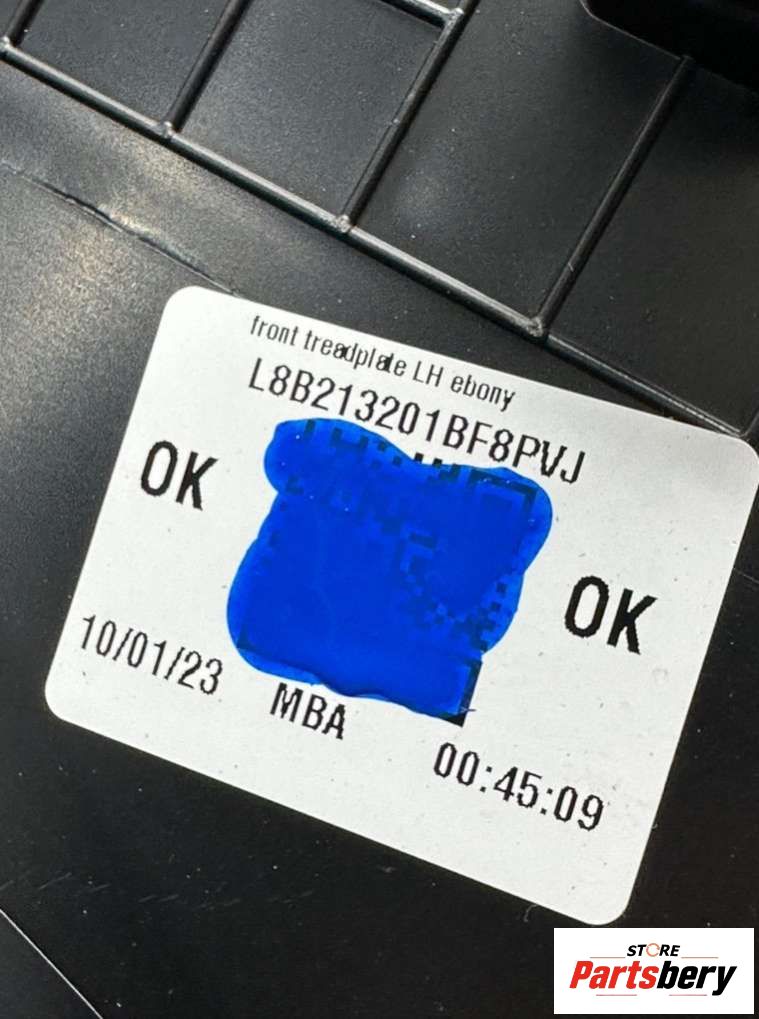 front treadplate LH ebony
L8B213201BF8PVJ
OK
OK
10/01/23
MBA
00:45:09
STORE
Partsbery